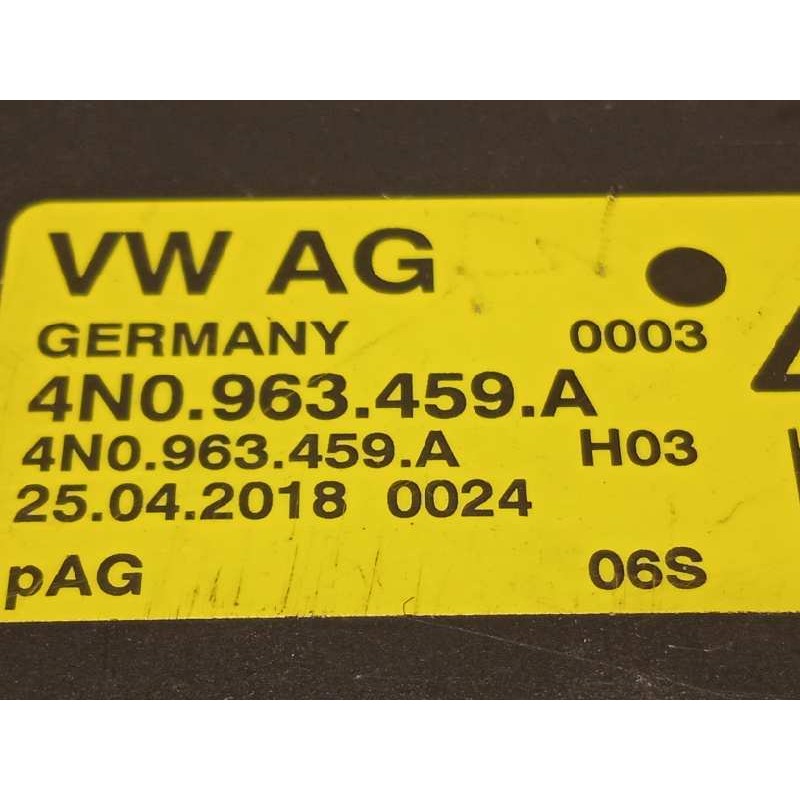 VW AG
GERMANY 0003
4N0.963.459.A
4N0.963.459.A H03
25.04.2018 0024
pAG 06S